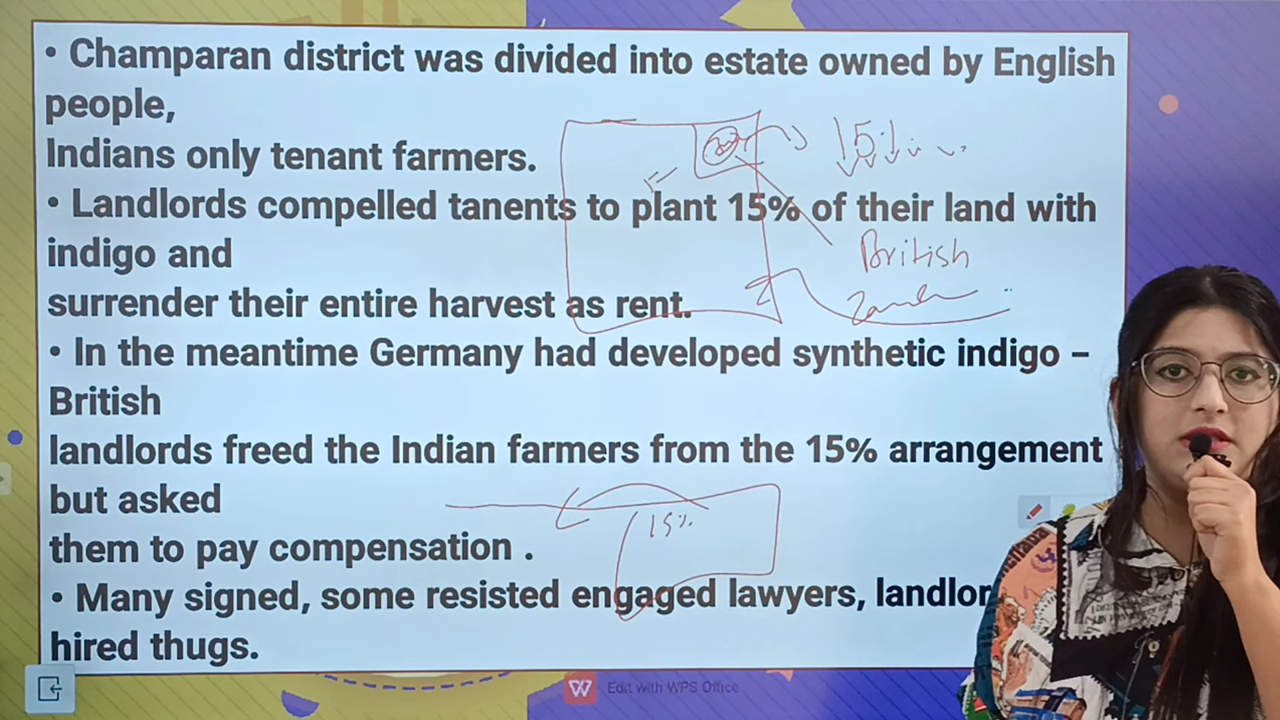 • Champaran district was divided into estate owned by English
people,
Indians only tenant farmers.
15%
• Landlords compelled tanents to plant 15% of their land with
indigo and
British
surrender their entire harvest as rent.
• In the meantime Germany had developed synthetic indigo –
British
landlords freed the Indian farmers from the 15% arrangement
but asked
15%
them to pay compensation .
• Many signed, some resisted engaged lawyers, landlor
hired thugs.
Edit with WPS Office